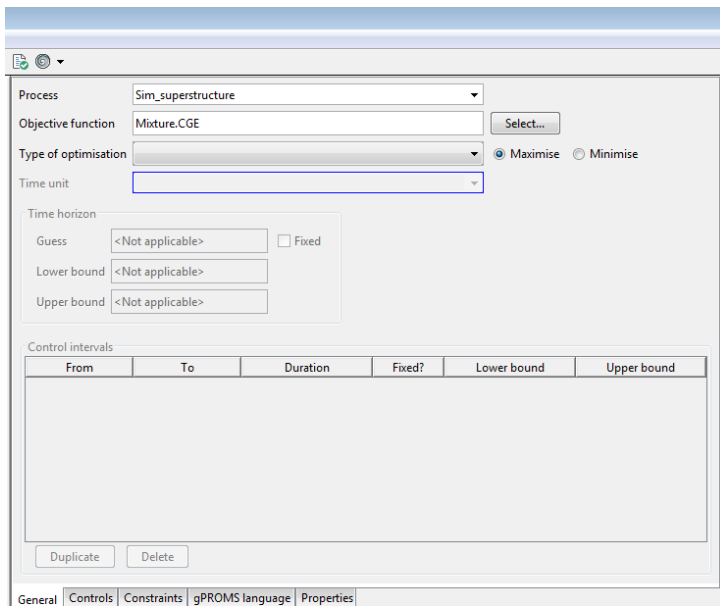 Process Sim_superstructure
Objective function Mixture.CGE Select...
Type of optimisation Maximise Minimise
Time unit
Time horizon
Guess <Not applicable> Fixed
Lower bound <Not applicable>
Upper bound <Not applicable>
Control intervals
From To Duration Fixed? Lower bound Upper bound
Duplicate Delete
General Controls Constraints gPROMS language Properties